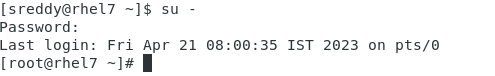 [sreddy@rhel7 ~]$ su -
Password:
Last login: Fri Apr 21 08:00:35 IST 2023 on pts/0
[root@rhel7 ~]#